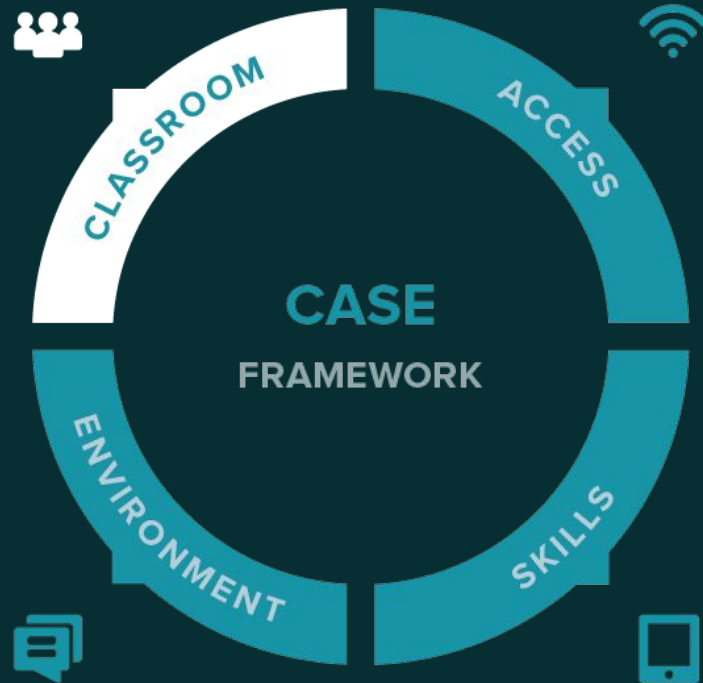 CLASSROOM
ACCESS
CASE
FRAMEWORK
ENVIRONMENT
SKILLS